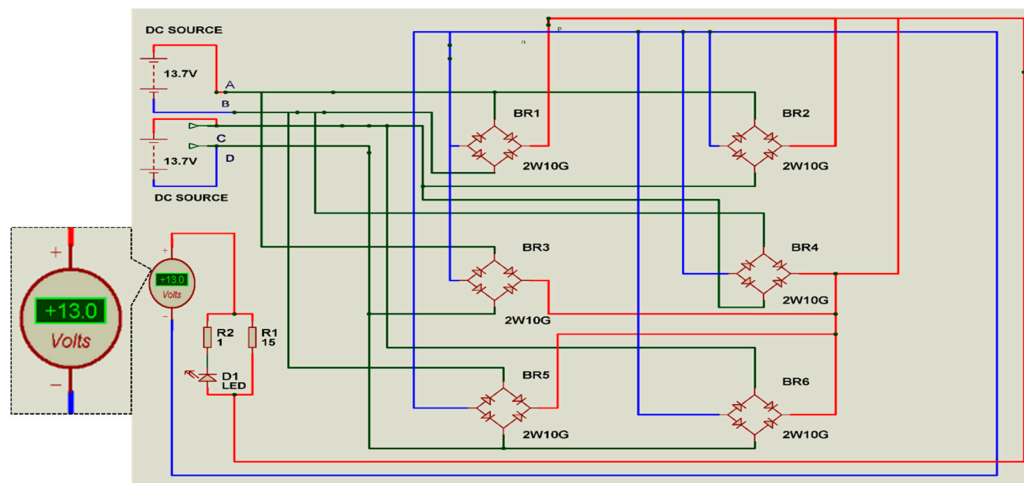 DC SOURCE
13.7V
A
B
C
D
13.7V
DC SOURCE
BR1
2W10G
BR2
2W10G
BR3
2W10G
BR4
2W10G
BR5
2W10G
BR6
2W10G
+
+13.0
Volts
−
+
+13.0
Volts
−
R2
1
R1
15
D1
LED
p
n